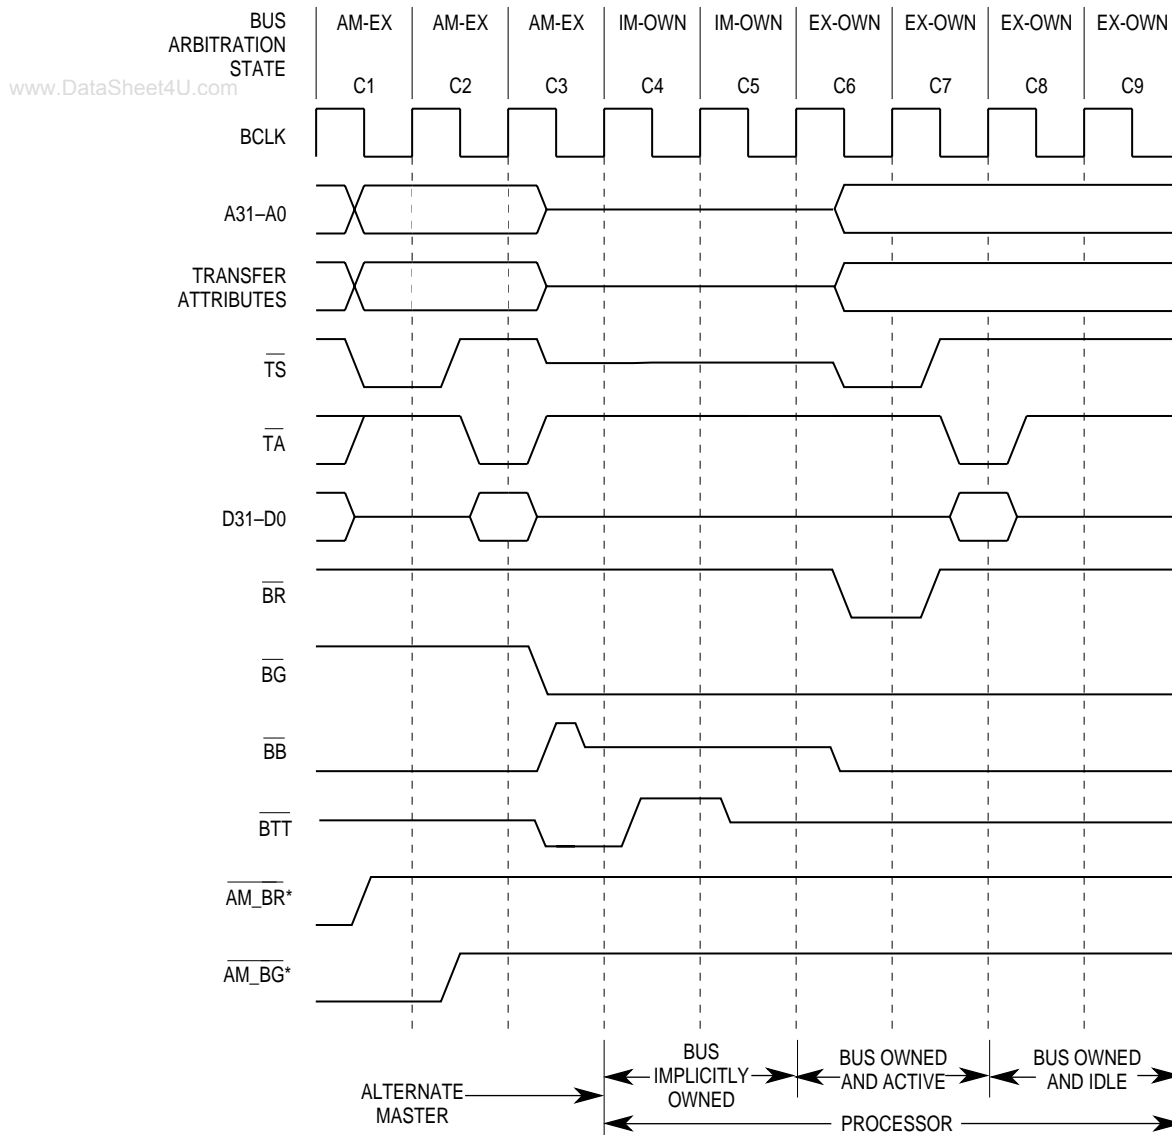 BUS
ARBITRATION
STATE
AM-EX AM-EX AM-EX IM-OWN IM-OWN EX-OWN EX-OWN EX-OWN EX-OWN
www.DataSheet4U.com
C1 C2 C3 C4 C5 C6 C7 C8 C9
BCLK
A31–A0
TRANSFER
ATTRIBUTES
TS
TA
D31–D0
BR
BG
BB
BTT
AM_BR*
AM_BG*
ALTERNATE
MASTER
BUS
IMPLICITLY
OWNED
BUS OWNED
AND ACTIVE
BUS OWNED
AND IDLE
PROCESSOR